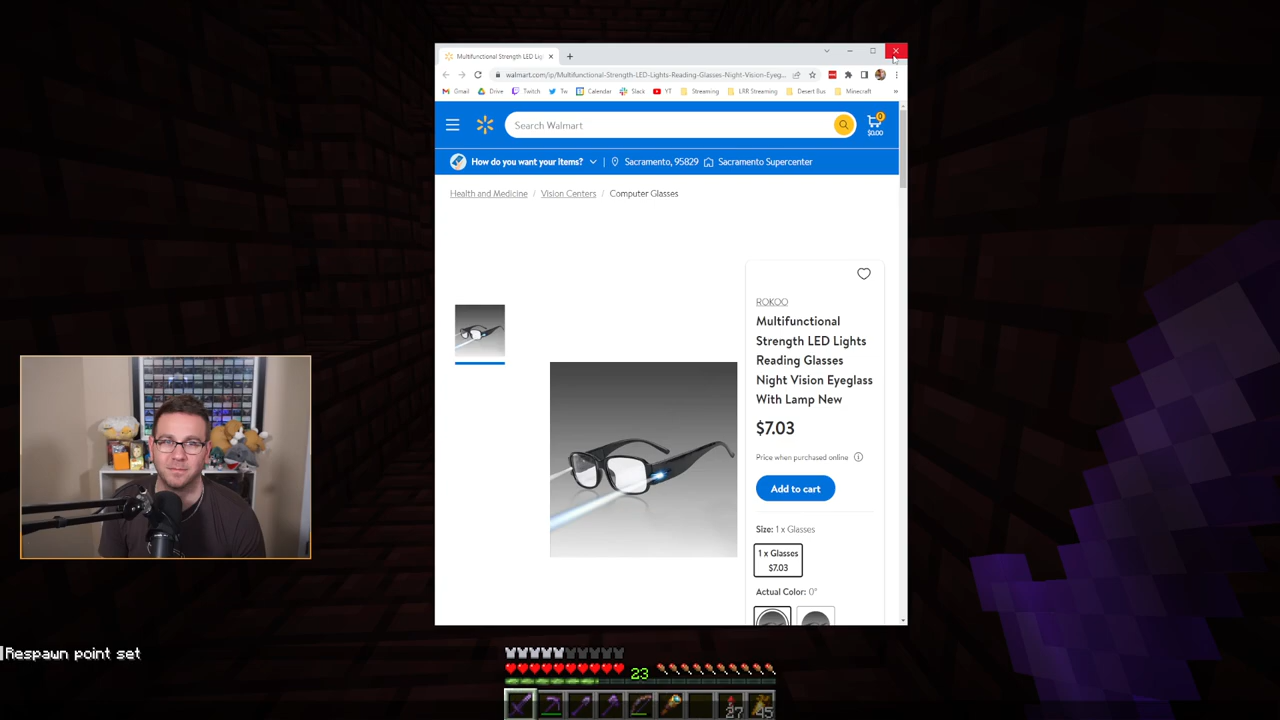 Multifunctional Strength LED Lig
walmart.com/ip/Multifunctional-Strength-LED-Lights-Reading-Glasses-Night-Vision-Eyeg...
Gmail Drive Twitch Tw Calendar Slack YT Streaming LRR Streaming Desert Bus Minecraft »
Search Walmart
0
$0.00
How do you want your items? | Sacramento, 95829 Sacramento Supercenter
Health and Medicine / Vision Centers / Computer Glasses
ROKOO
Multifunctional
Strength LED Lights
Reading Glasses
Night Vision Eyeglass
With Lamp New
$7.03
Price when purchased online
Add to cart
Size: 1 x Glasses
1 x Glasses
$7.03
Actual Color: 0°
Respawn point set
23
27 45